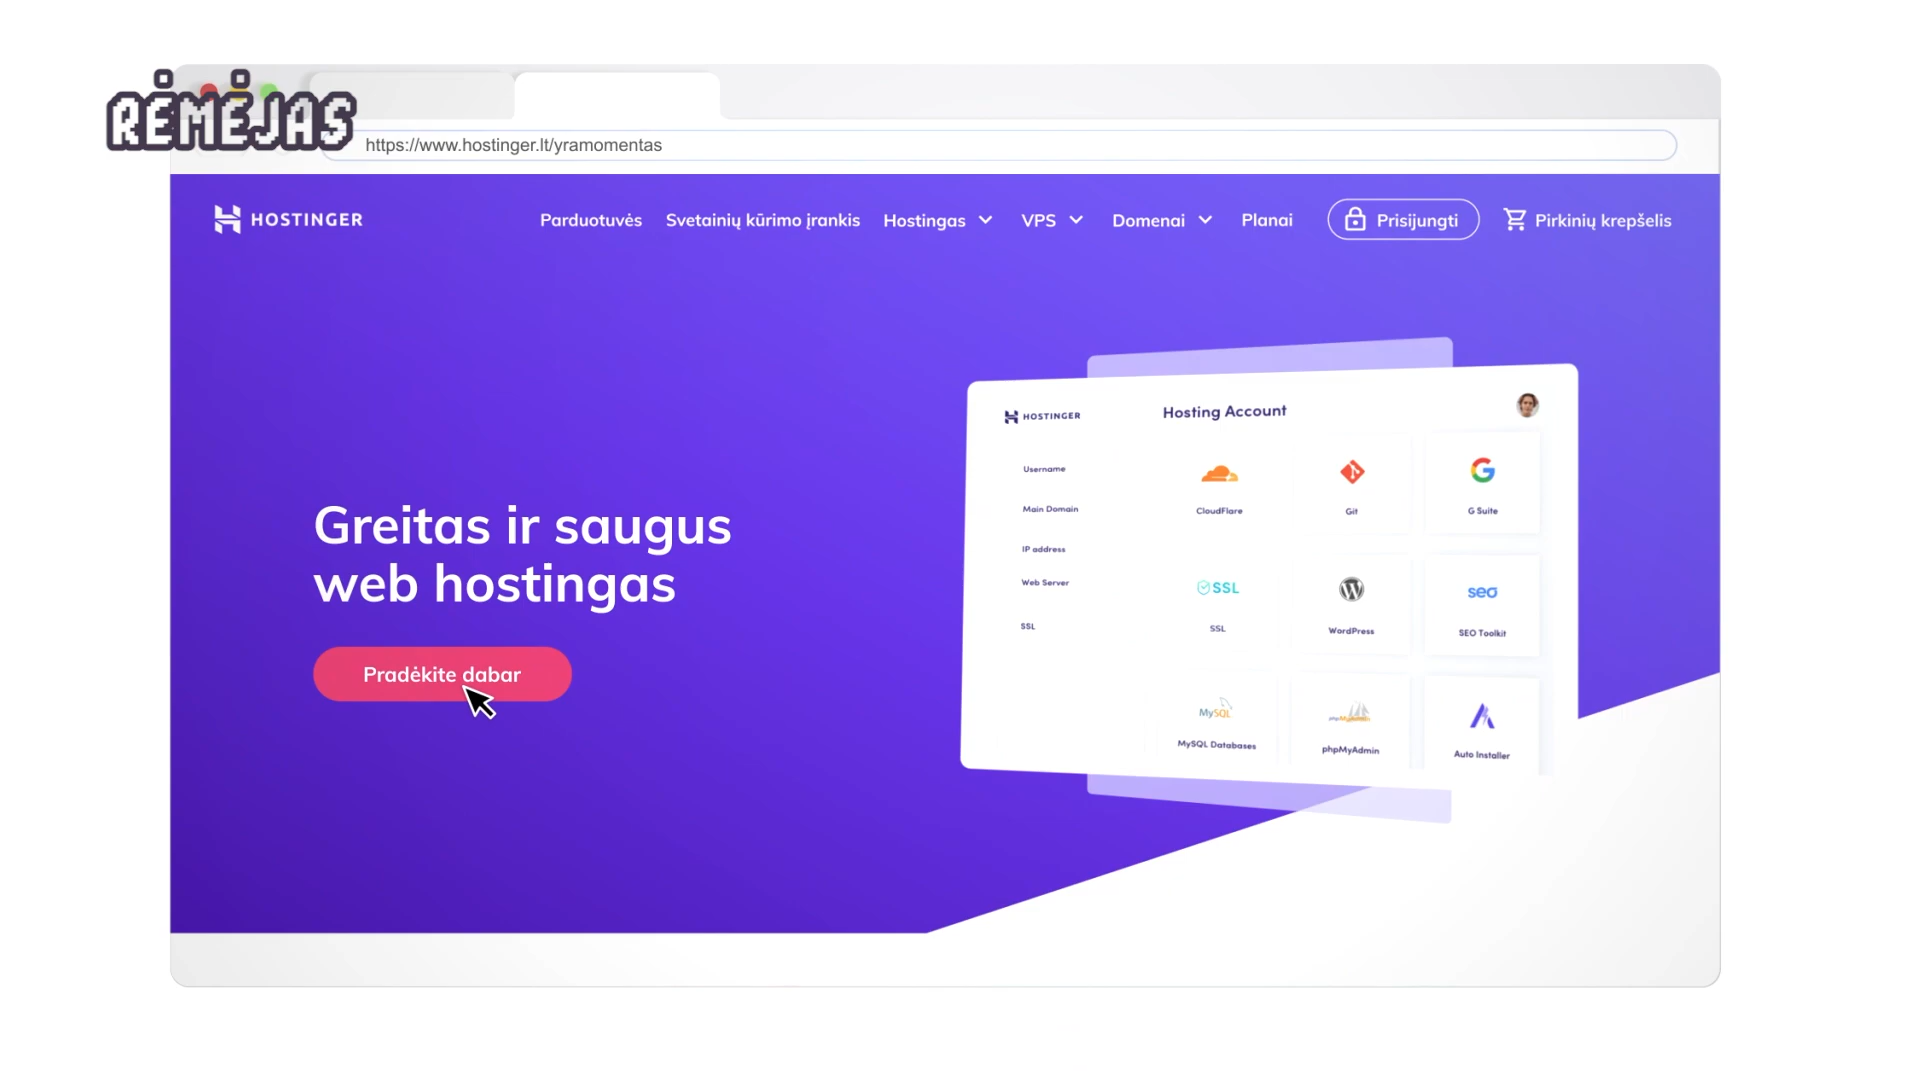 RĖMĖJAS
https://www.hostinger.lt/yramomentas
HOSTINGER
Parduotuvės
Svetainių kūrimo įrankis
Hostingas
VPS
Domenai
Planai
Prisijungti
Pirkinių krepšelis
Greitas ir saugus
web hostingas
Pradėkite dabar
HOSTINGER
Hosting Account
Username
Main Domain
IP address
Web Server
SSL
CloudFlare
Git
G Suite
SSL
SSL
WordPress
seo
SEO Toolkit
MySQL
MySQL Databases
phpMyAdmin
phpMyAdmin
Auto Installer